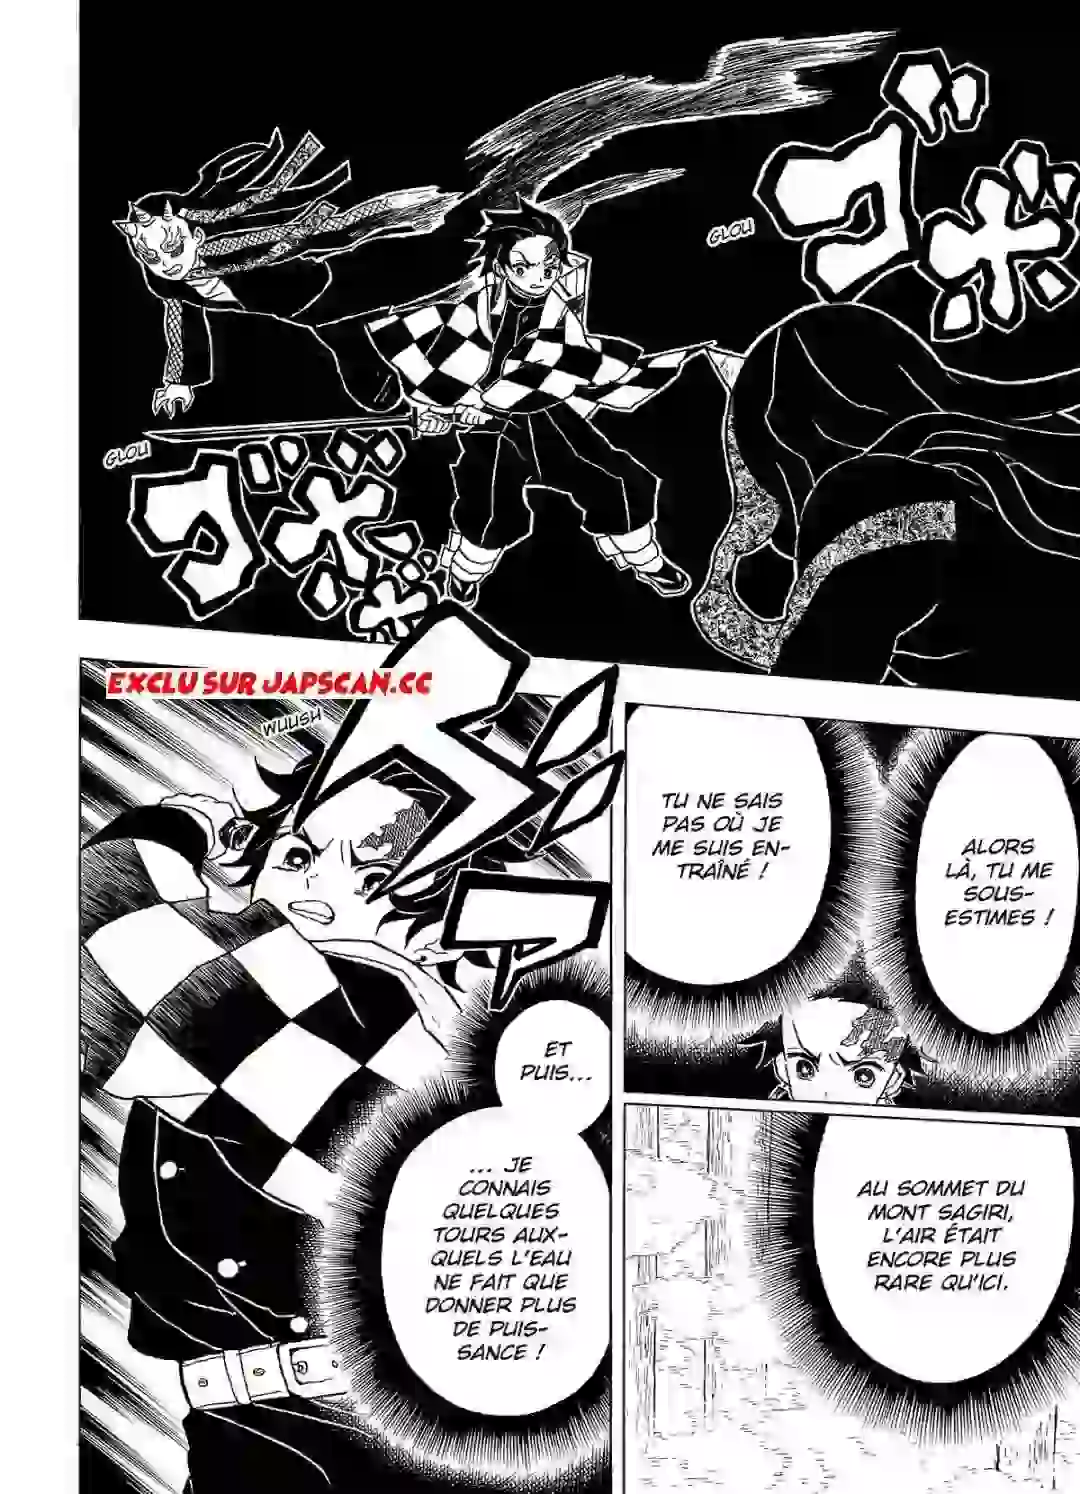 ゴボ
GLOU
GLOU
ゴボボ
EXCLU SUR JAPSCAN.CC
WUUSH
ALORS
LÀ, TU ME
SOUS-
ESTIMES !
TU NE SAIS
PAS OÙ JE
ME SUIS EN-
TRAÎNÉ !
AU SOMMET DU
MONT SAGIRI,
L'AIR ÉTAIT
ENCORE PLUS
RARE QU'ICI.
ET
PUIS...
... JE
CONNAIS
QUELQUES
TOURS AUX-
QUELS L'EAU
NE FAIT QUE
DONNER PLUS
DE PUIS-
SANCE !